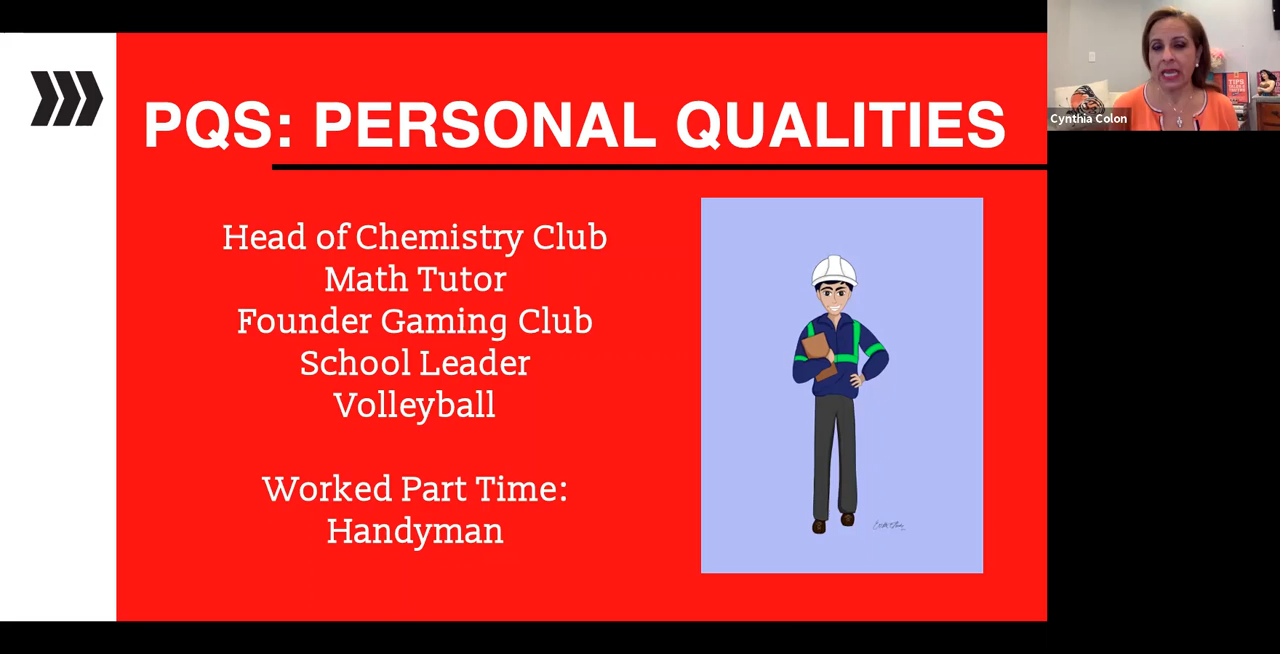 PQS: PERSONAL QUALITIES
Head of Chemistry Club
Math Tutor
Founder Gaming Club
School Leader
Volleyball
Worked Part Time:
Handyman
Cynthia Colon
TIPS